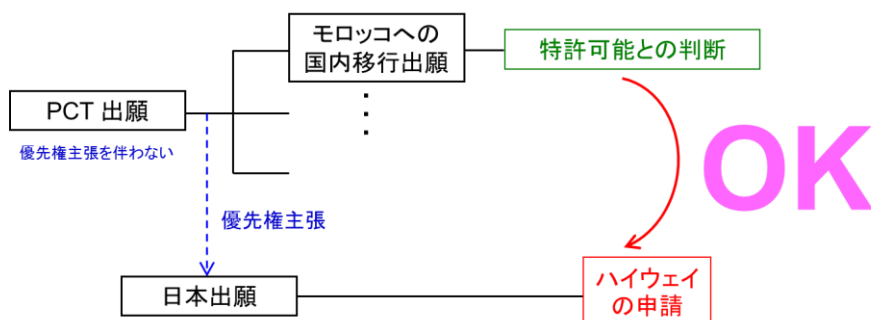 モロッコへの
国内移行出願
特許可能との判断
PCT 出願
優先権主張を伴わない
OK
優先権主張
日本出願
ハイウェイ
の申請